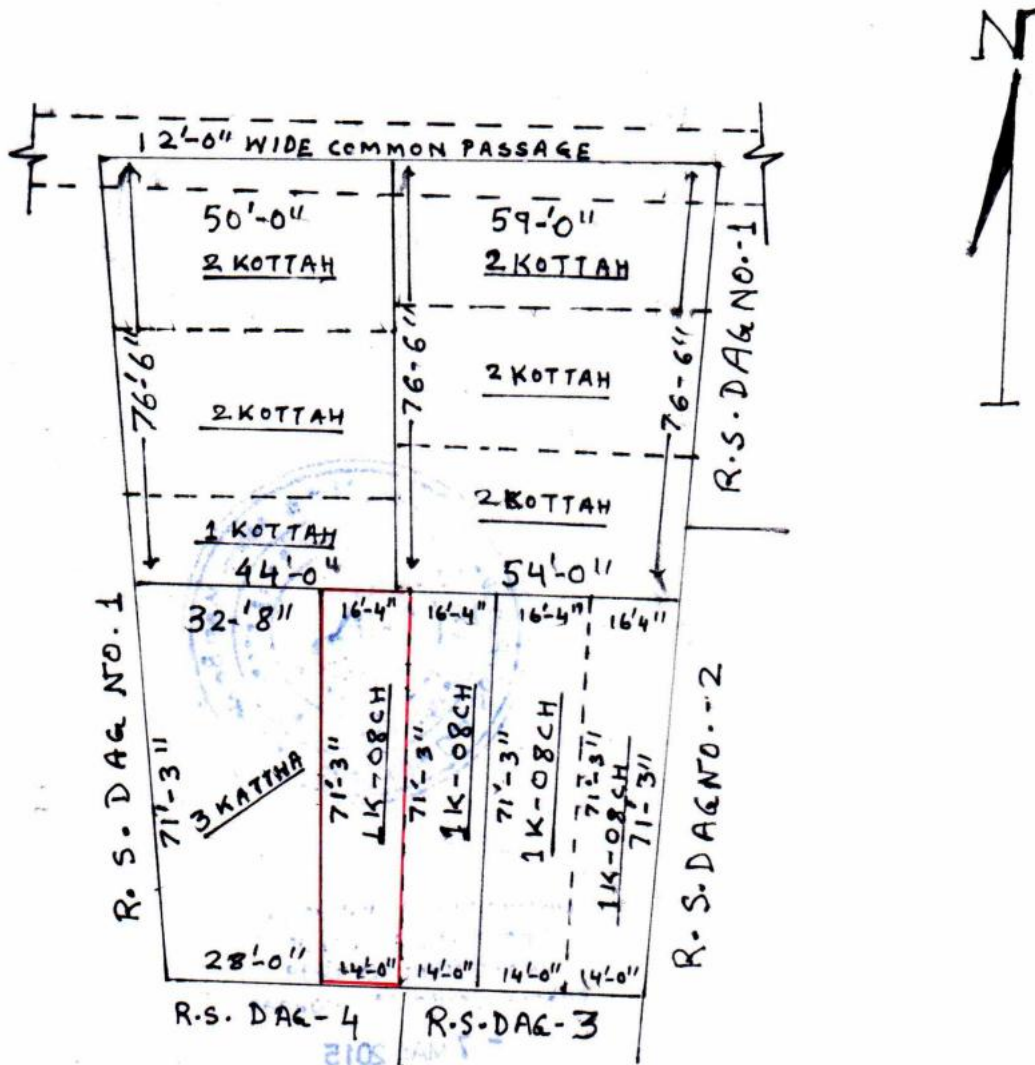 N
12'-0" WIDE COMMON PASSAGE
50'-0" 59'-0"
2 KOTTAH 2 KOTTAH
76'-6" 76-6" 76-6"
R.S. DAG NO.-1
2 KOTTAH 2 KOTTAH
1 KOTTAH 2 KOTTAH
44'-0" 54'-0"
32-'8" 16'-4" 16'-4" 16'-4" 16'4"
R.S. DAG NO. 1
71'-3" 3 KATTHA 71'-3" 1K-08CH 71'-3" 1K-08CH 71'-3" 1K-08CH 71'-3" 1K-08CH 71'-3"
R.S. DAG NO.-2
28'-0" 14'-0" 14'-0" 14'-0" 14'-0"
R.S. DAG-4 R.S. DAG-3
2015